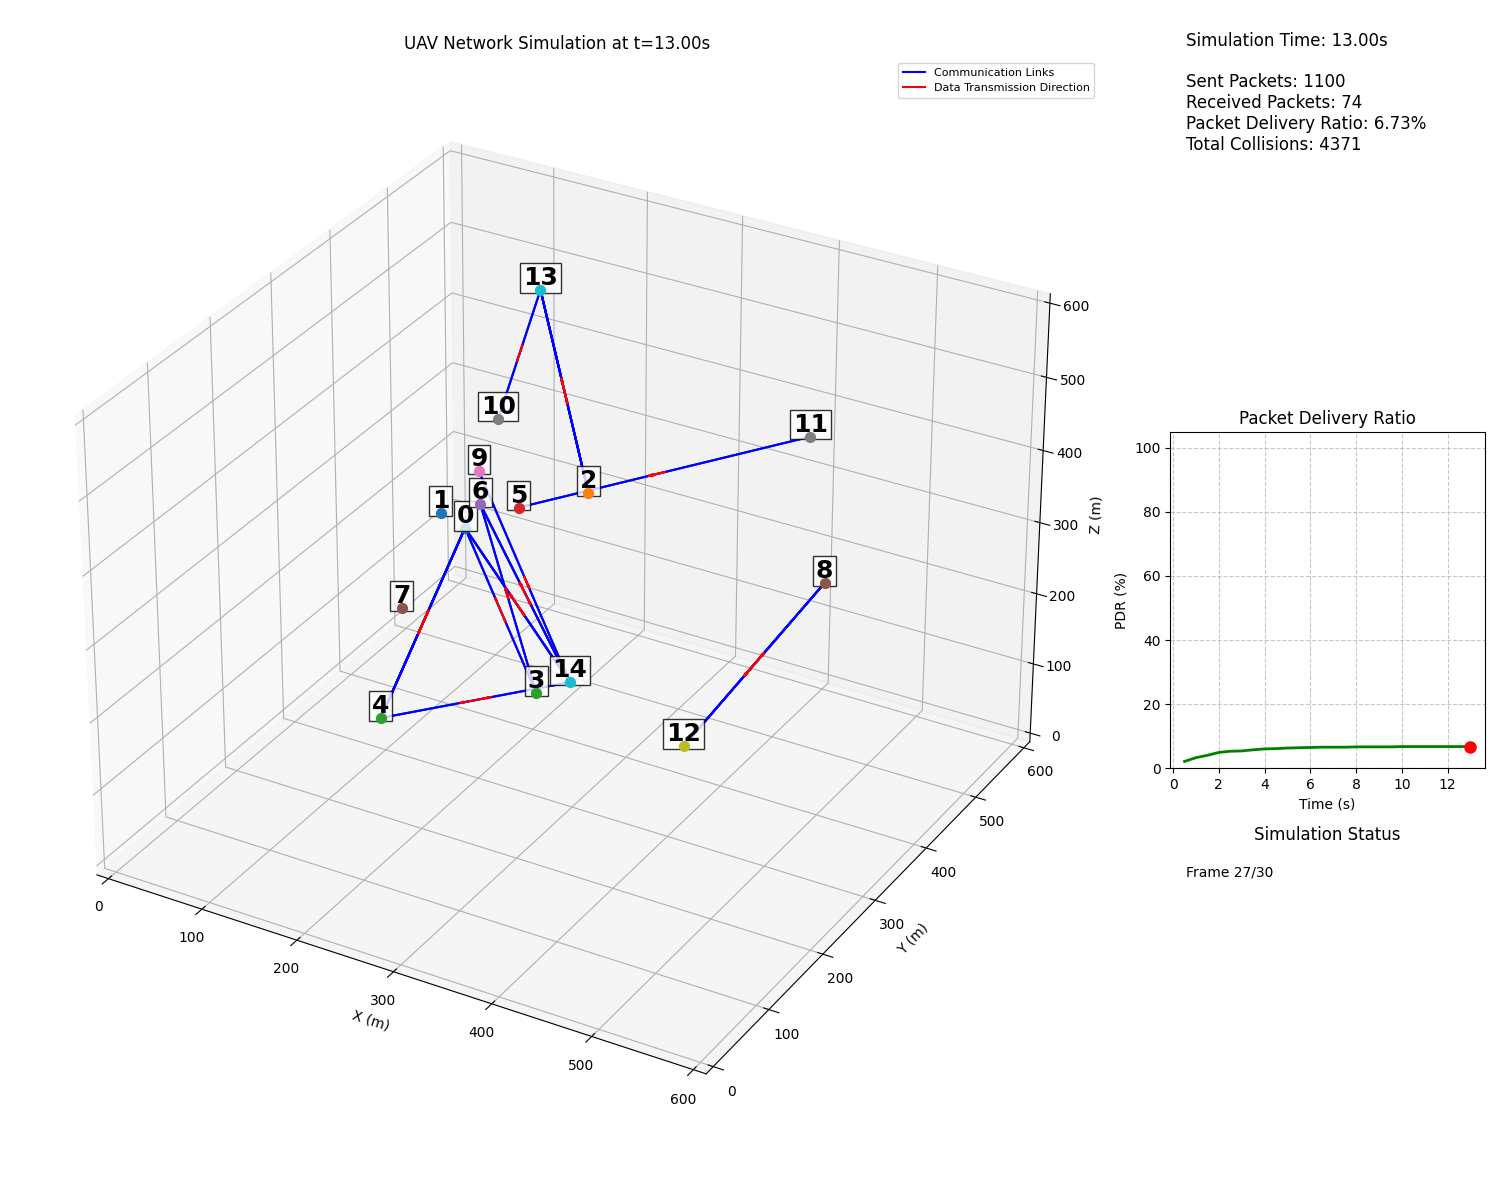 UAV Network Simulation at t=13.00s
Communication Links
Data Transmission Direction
Simulation Time: 13.00s
Sent Packets: 1100
Received Packets: 74
Packet Delivery Ratio: 6.73%
Total Collisions: 4371
13
10
11
9
6
5
2
1
0
8
7
14
3
4
12
600
500
400
300
200
100
0
Z (m)
0
100
200
300
400
500
600
X (m)
600
500
400
300
200
100
0
Y (m)
Packet Delivery Ratio
100
80
60
40
20
0
PDR (%)
0 2 4 6 8 10 12
Time (s)
Simulation Status
Frame 27/30